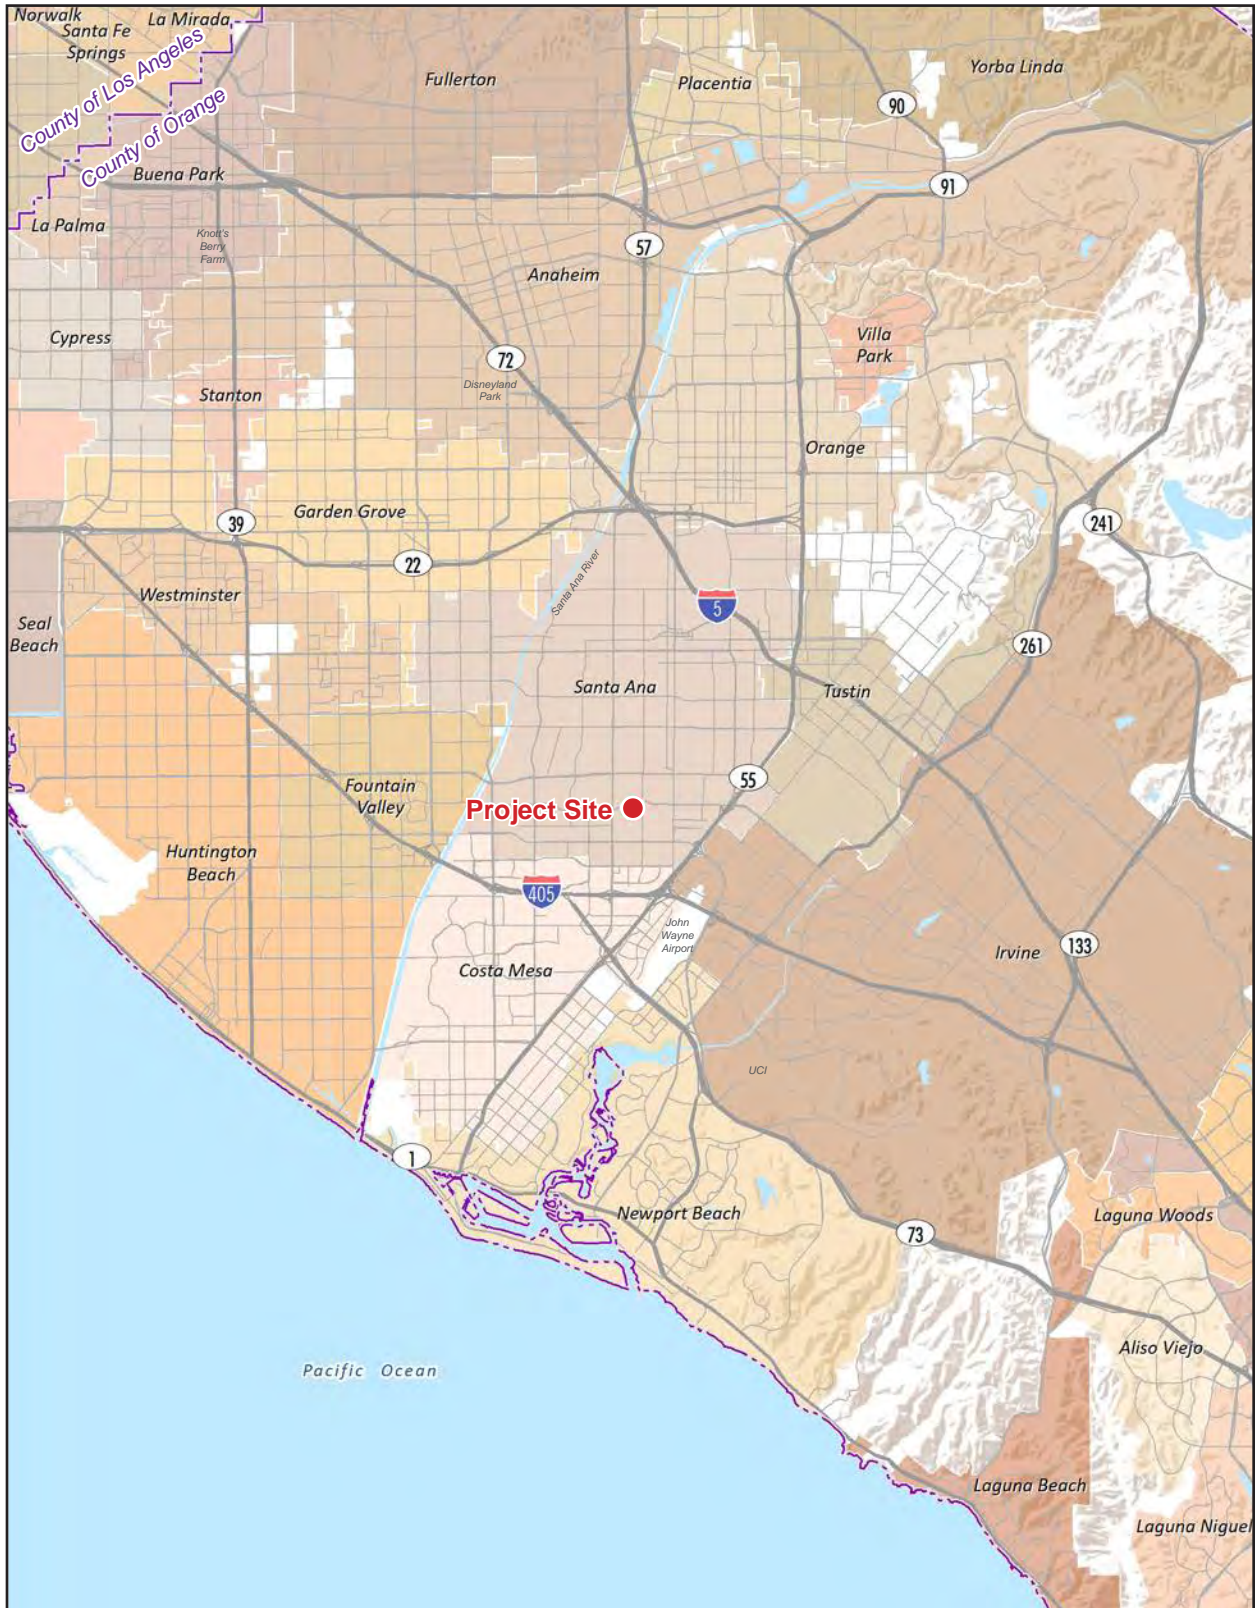 Norwalk
La Mirada
Santa Fe
Springs
County of Los Angeles
County of Orange
Fullerton
Placentia
Yorba Linda
90
Buena Park
91
La Palma
Knott's
Berry
Farm
57
Anaheim
Cypress
Villa
Park
72
Disneyland
Park
Stanton
Orange
Garden Grove
39
241
22
Santa Ana River
Westminster
5
Seal
Beach
261
Santa Ana
Tustin
55
Fountain
Valley
Project Site
Huntington
Beach
405
John
Wayne
Airport
Irvine
133
Costa Mesa
UCI
1
Newport Beach
Laguna Woods
73
Aliso Viejo
Pacific Ocean
Laguna Beach
Laguna Niguel